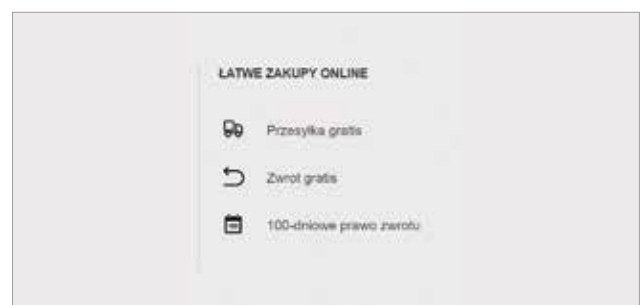 ŁATWE ZAKUPY ONLINE
Przesyłka gratis
Zwrot gratis
100-dniowe prawo zwrotu